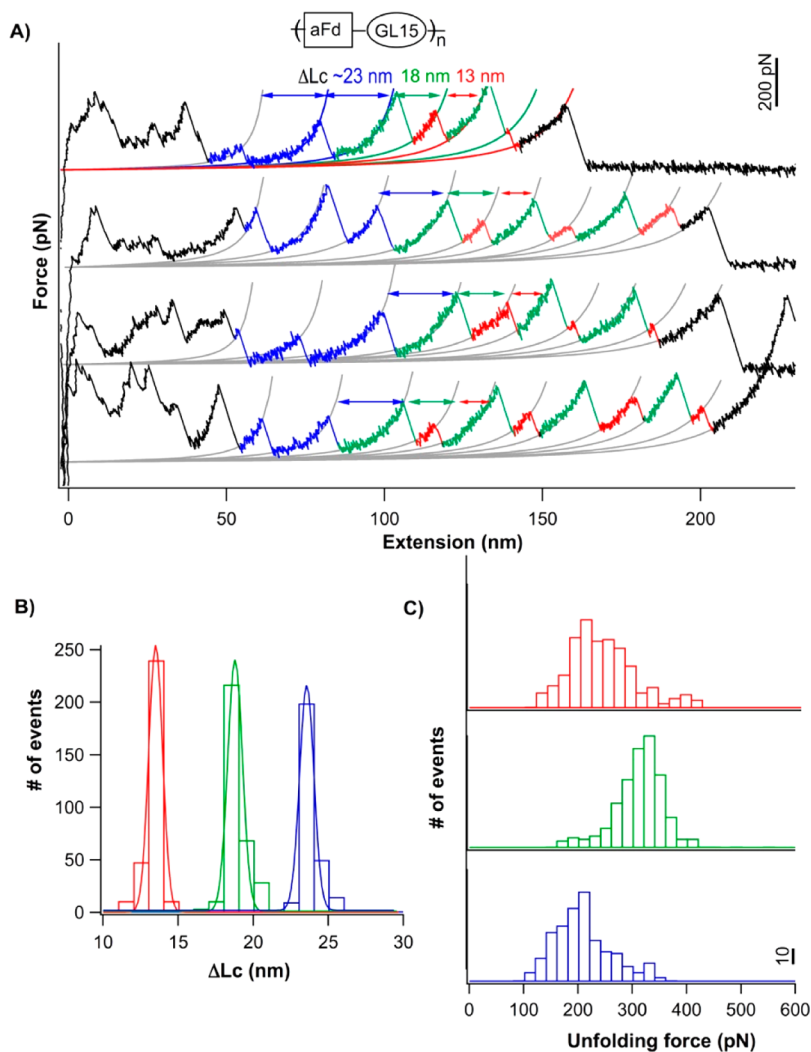 A)
( aFd GL15 )n
ΔLc ~23 nm 18 nm 13 nm
200 pN
Force (pN)
0 50 100 150 200
Extension (nm)
B)
250
200
150
100
50
0
# of events
10 15 20 25 30
ΔLc (nm)
C)
# of events
10
0 100 200 300 400 500 600
Unfolding force (pN)